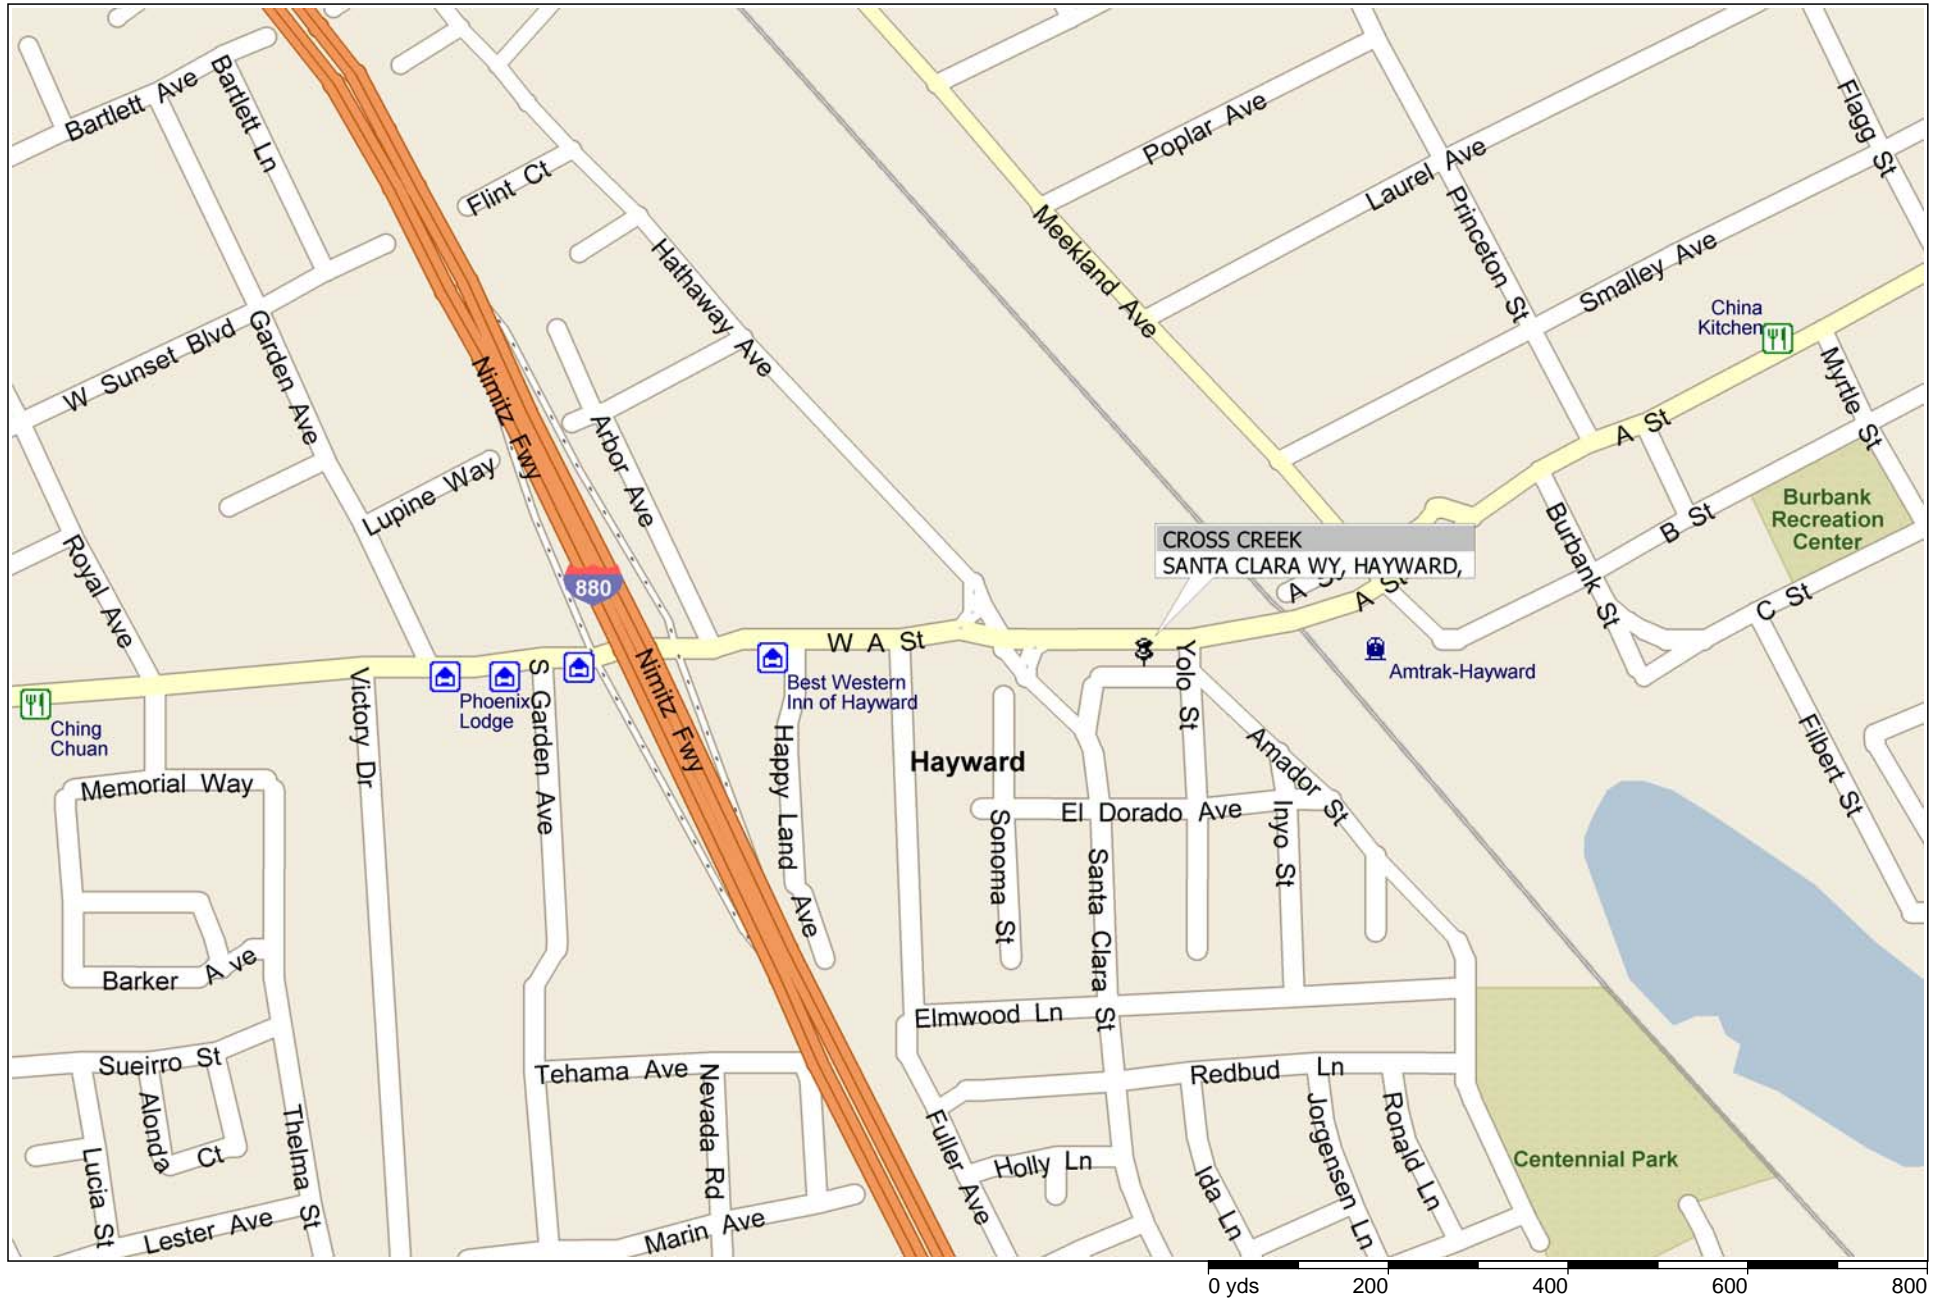 Bartlett Ave
Bartlett Ln
Flagg St
Poplar Ave
Laurel Ave
Flint Ct
Princeton St
Meekland Ave
Hathaway Ave
Smalley Ave
China
Kitchen
W Sunset Blvd
Garden Ave
Nimitz Fwy
Myrtle St
Arbor Ave
A St
Lupine Way
Burbank
Recreation
Center
B St
Burbank St
CROSS CREEK
SANTA CLARA WY, HAYWARD,
Royal Ave
880
A St
C St
W A St
Amtrak-Hayward
Yolo St
S Garden Ave
Nimitz Fwy
Victory Dr
Phoenix
Lodge
Best Western
Inn of Hayward
Ching
Chuan
Happy Land Ave
Hayward
Amador St
Filbert St
Memorial Way
El Dorado Ave
Sonoma St
Santa Clara St
Inyo St
Barker Ave
Elmwood Ln
Sueirro St
Tehama Ave
Nevada Rd
Redbud Ln
Alonda Ct
Thelma St
Lucia St
Fuller Ave
Holly Ln
Ida Ln
Jorgensen Ln
Ronald Ln
Centennial Park
Lester Ave
Marin Ave
0 yds 200 400 600 800